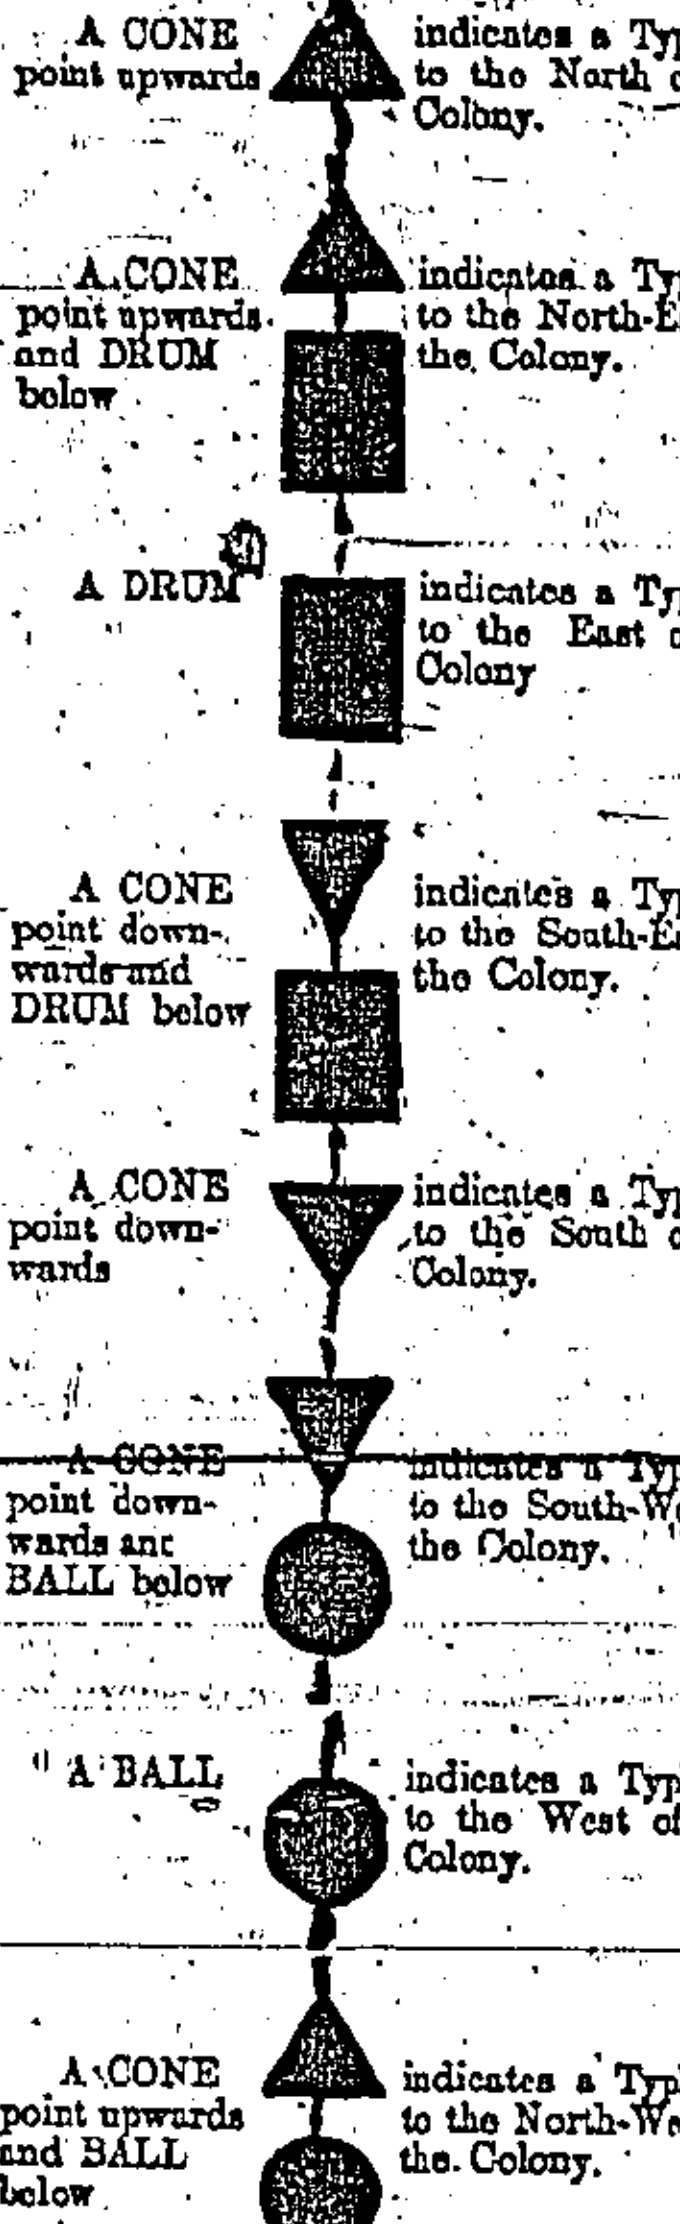 A CONE
point upwards
indicates a Typ
to the North o
Colony.
A CONE
point upwards
and DRUM
below
indicates a Typ
to the North-E
the Colony.
A DRUM
indicates a Typ
to the East o
Colony
A CONE
point down-
wards and
DRUM below
indicates a Typ
to the South-Ea
the Colony.
A CONE
point down-
wards
indicates a Typ
to the South o
Colony.
A CONE
point down-
wards and
BALL below
indicates a Typ
to the South-We
the Colony.
A BALL
indicates a Typ
to the West of
Colony.
A CONE
point upwards
and BALL
below
indicates a Typ
to the North-We
the Colony.